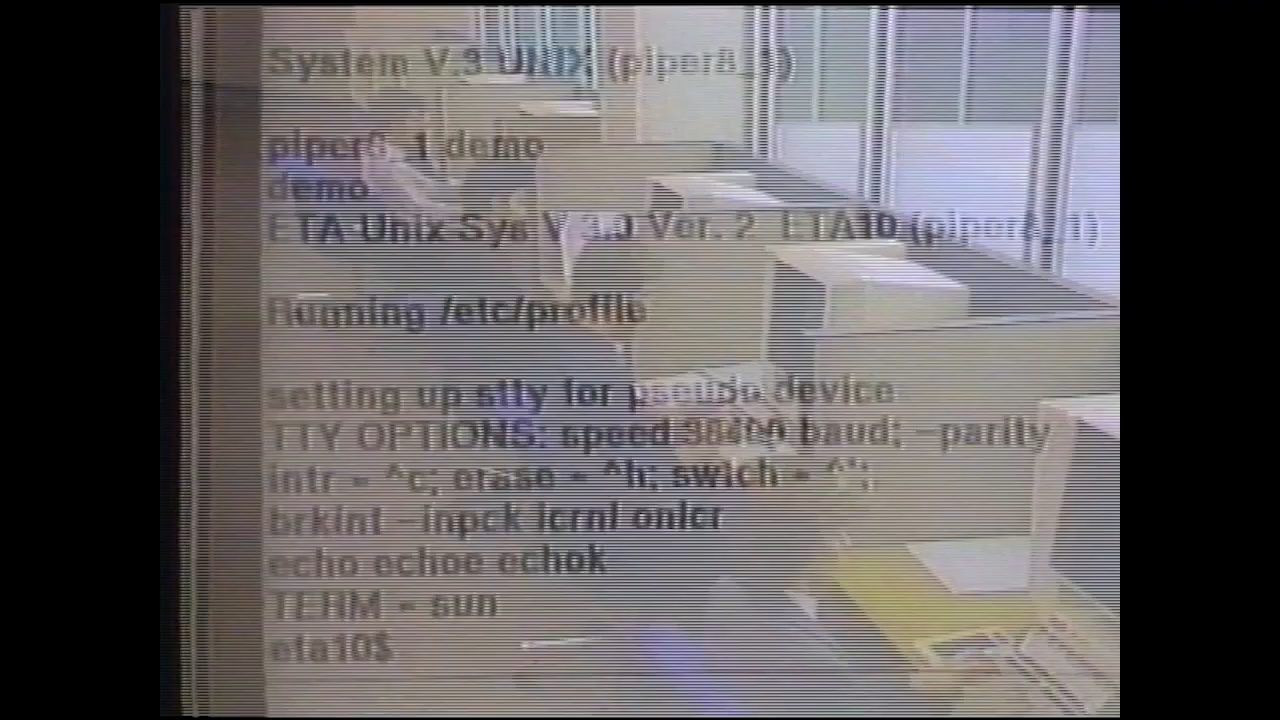 System V.3 UNIX (piper8_1)
piper8_1 demo
demo
ETA Unix Sys V 3.0 Ver. 2 ETA10 (piper8_1)
Running /etc/profile
setting up stty for pseudo device
TTY OPTIONS: speed 38400 baud; -parity
intr = ^c; erase = ^h; swtch = ^';
brkint -inpck icrnl onlcr
echo echoe echok
TERM = sun
eta10$